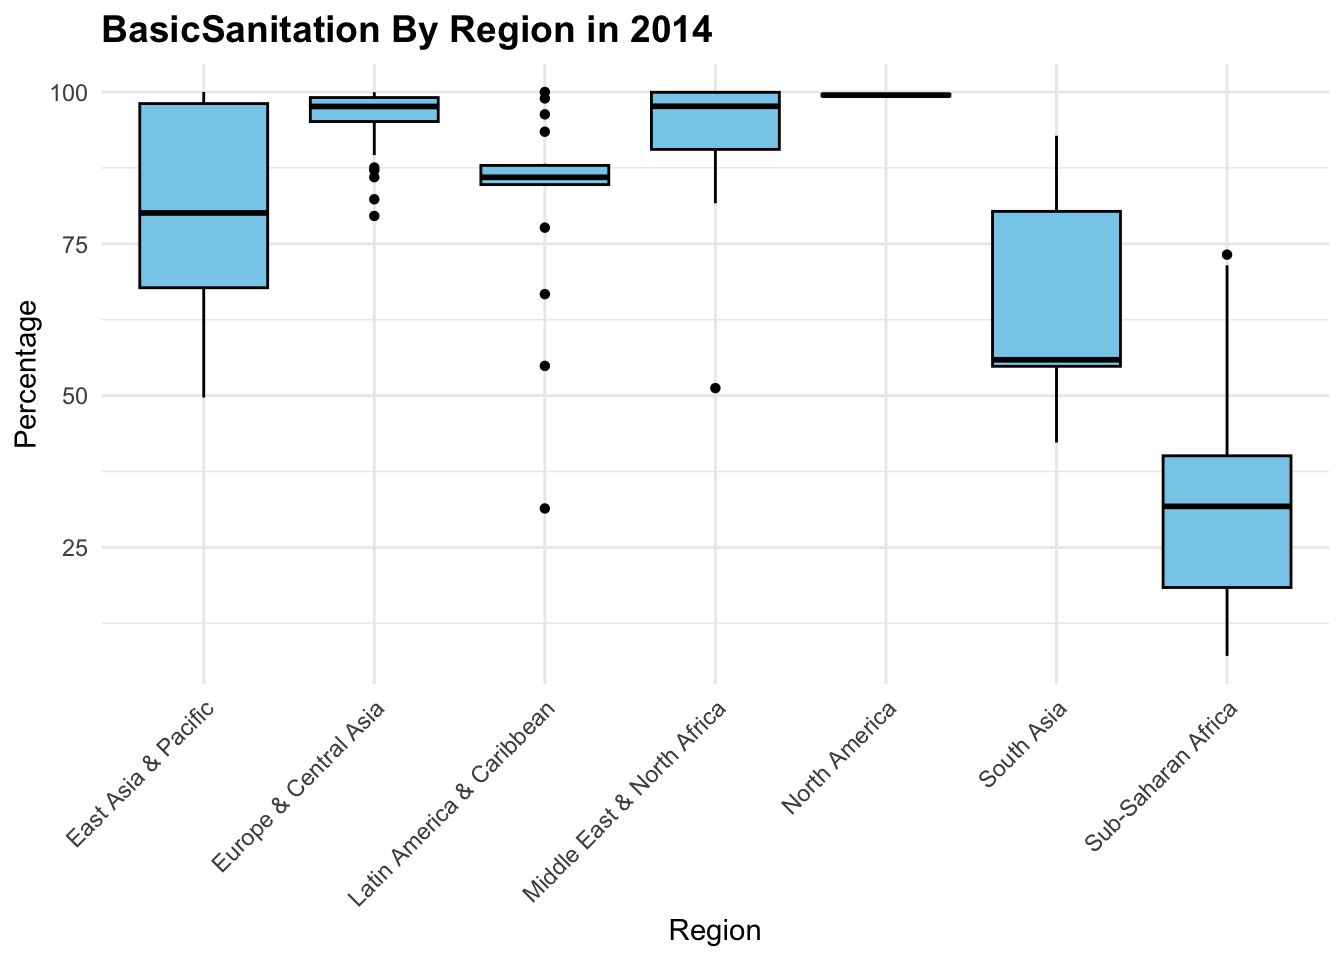 BasicSanitation By Region in 2014
Percentage
100
75
50
25
East Asia & Pacific
Europe & Central Asia
Latin America & Caribbean
Middle East & North Africa
North America
South Asia
Sub-Saharan Africa
Region